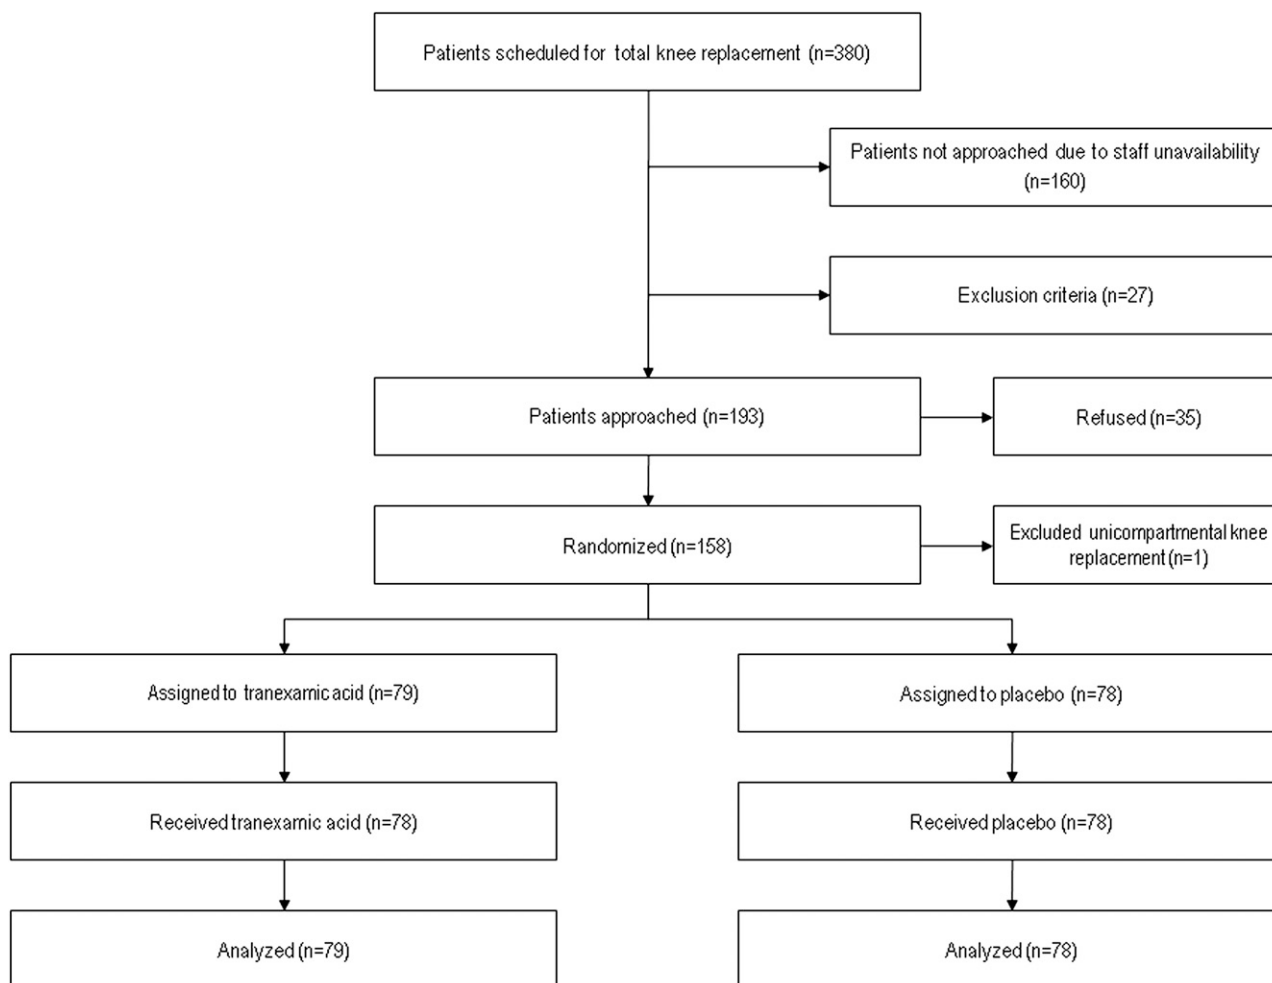 Patients scheduled for total knee replacement (n=380)
Patients not approached due to staff unavailability
(n=160)
Exclusion criteria (n=27)
Patients approached (n=193)
Refused (n=35)
Randomized (n=158)
Excluded unicompartmental knee
replacement (n=1)
Assigned to tranexamic acid (n=79)
Assigned to placebo (n=78)
Received tranexamic acid (n=78)
Received placebo (n=78)
Analyzed (n=79)
Analyzed (n=78)